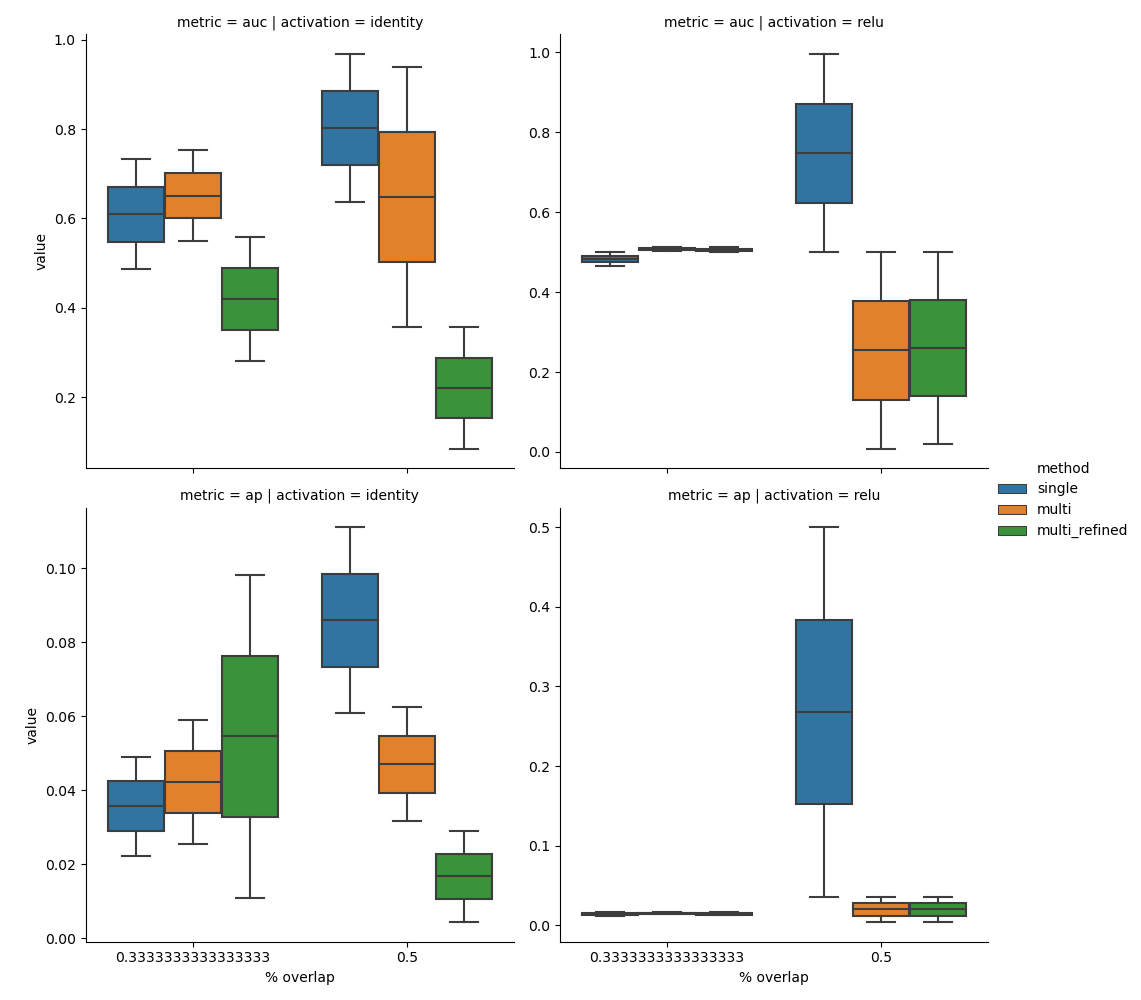 metric = auc | activation = identity
metric = auc | activation = relu
1.0
0.8
0.6
0.4
0.2
value
1.0
0.8
0.6
0.4
0.2
0.0
method
single
multi
multi_refined
metric = ap | activation = identity
metric = ap | activation = relu
0.10
0.08
0.06
0.04
0.02
0.00
value
0.5
0.4
0.3
0.2
0.1
0.0
0.3333333333333333
0.5
% overlap
0.3333333333333333
0.5
% overlap